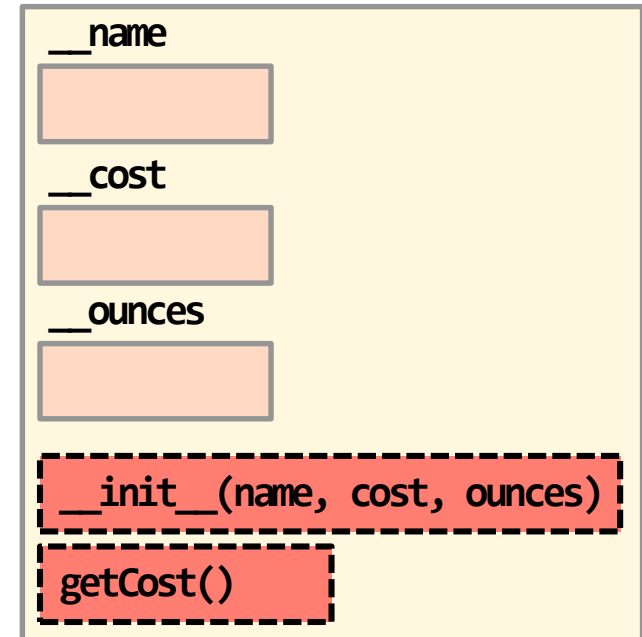 __name
__cost
__ounces
__init__(name, cost, ounces)
getCost()